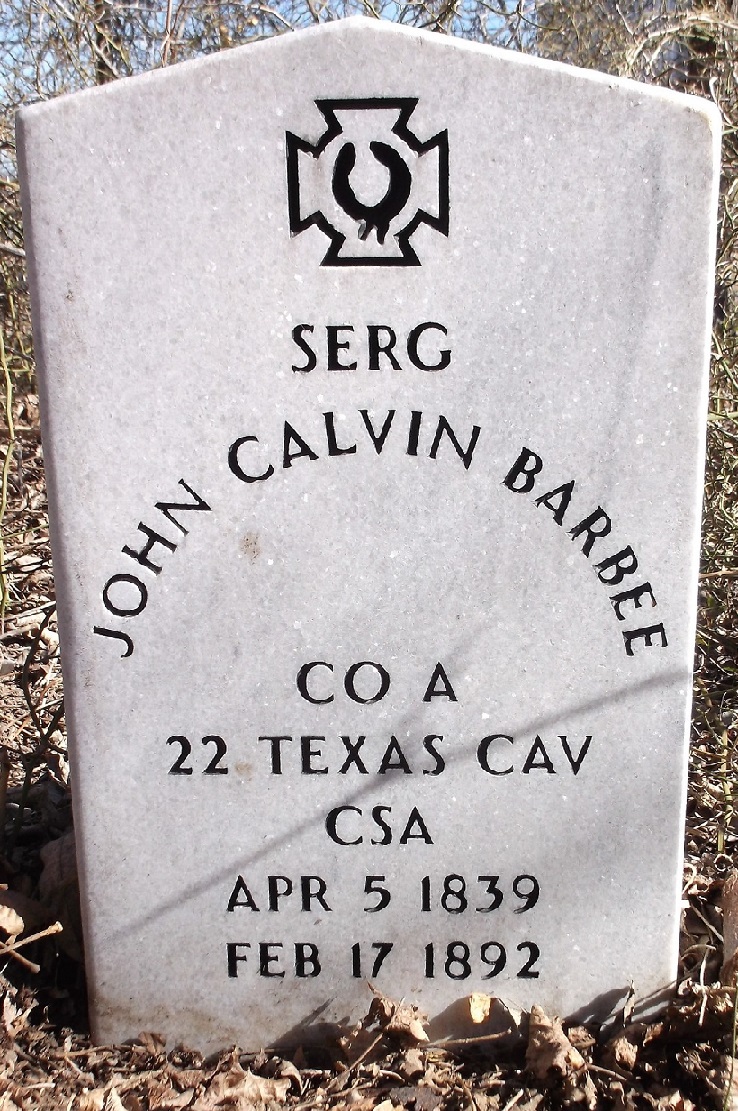 SERG
JOHN CALVIN BARBEE
CO A
22 TEXAS CAV
CSA
APR 5 1839
FEB 17 1892